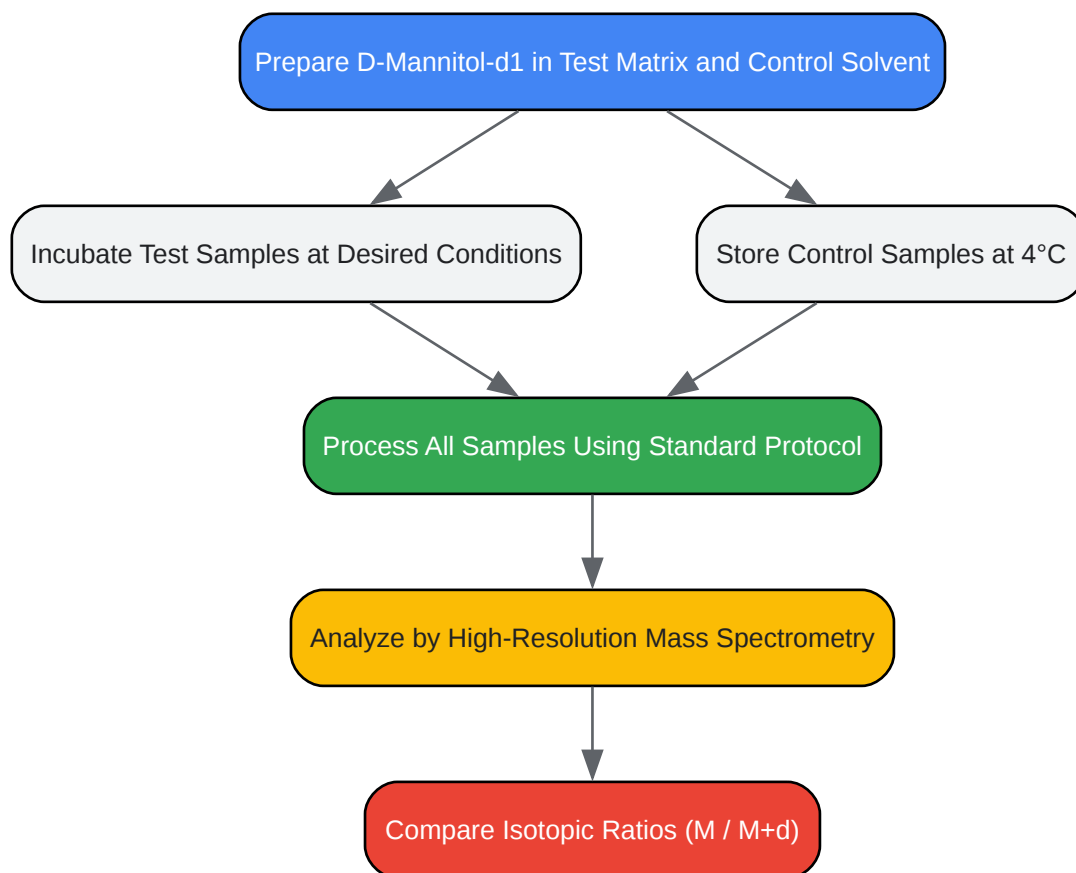 Prepare D-Mannitol-d1 in Test Matrix and Control Solvent
Incubate Test Samples at Desired Conditions
Store Control Samples at 4°C
Process All Samples Using Standard Protocol
Analyze by High-Resolution Mass Spectrometry
Compare Isotopic Ratios (M / M+d)